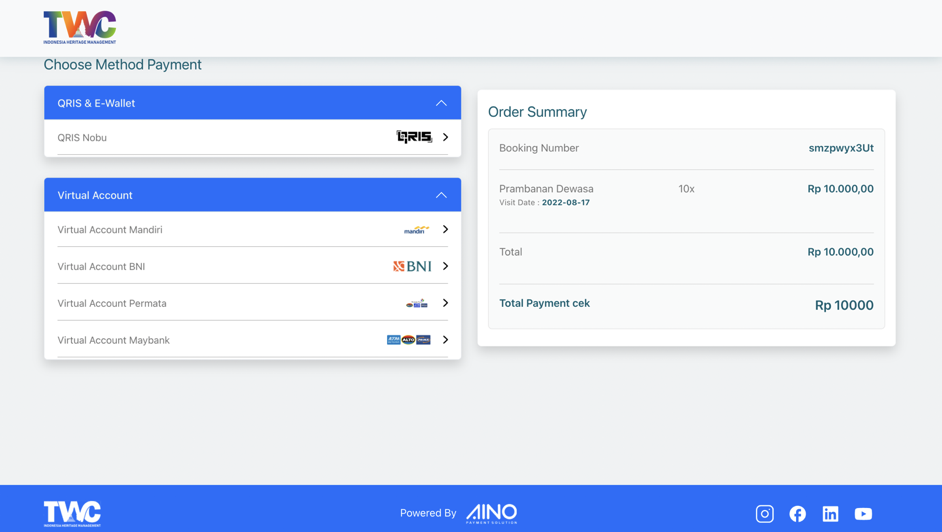 TWC
INDONESIA HERITAGE MANAGEMENT
Choose Method Payment
QRIS & E-Wallet
QRIS Nobu
QRIS
Virtual Account
Virtual Account Mandiri
mandiri
Virtual Account BNI
BNI
Virtual Account Permata
Virtual Account Maybank
ALTO
Order Summary
Booking Number smzpwyx3Ut
Prambanan Dewasa 10x Rp 10.000,00
Visit Date : 2022-08-17
Total Rp 10.000,00
Total Payment cek Rp 10000
TWC
INDONESIA HERITAGE MANAGEMENT
Powered By AINO
PAYMENT SOLUTION